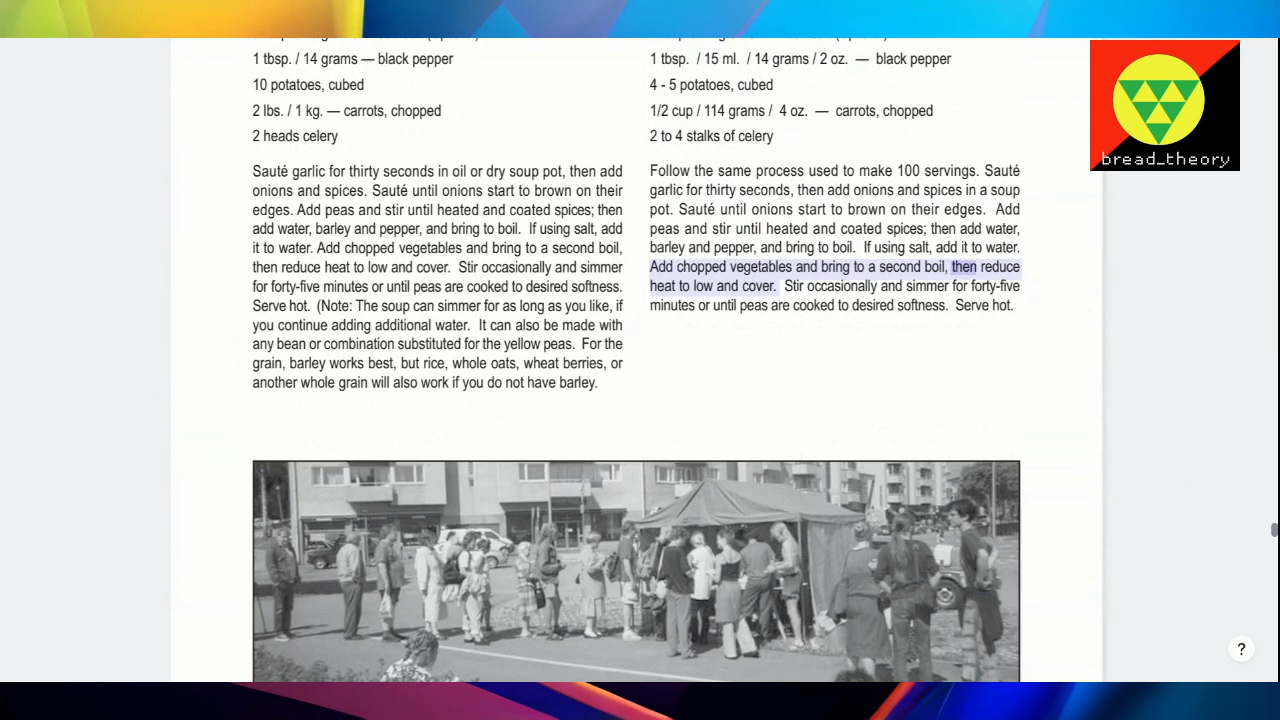 1 tbsp. / 14 grams — black pepper
10 potatoes, cubed
2 lbs. / 1 kg. — carrots, chopped
2 heads celery
Sauté garlic for thirty seconds in oil or dry soup pot, then add
onions and spices. Sauté until onions start to brown on their
edges. Add peas and stir until heated and coated spices; then
add water, barley and pepper, and bring to boil.  If using salt, add
it to water. Add chopped vegetables and bring to a second boil,
then reduce heat to low and cover.  Stir occasionally and simmer
for forty-five minutes or until peas are cooked to desired softness.
Serve hot.  (Note: The soup can simmer for as long as you like, if
you continue adding additional water.  It can also be made with
any bean or combination substituted for the yellow peas.  For the
grain, barley works best, but rice, whole oats, wheat berries, or
another whole grain will also work if you do not have barley.
1 tbsp.  / 15 ml.  / 14 grams / 2 oz.  —  black pepper
4 - 5 potatoes, cubed
1/2 cup / 114 grams /  4 oz.  —  carrots, chopped
2 to 4 stalks of celery
Follow the same process used to make 100 servings. Sauté
garlic for thirty seconds, then add onions and spices in a soup
pot. Sauté until onions start to brown on their edges.  Add
peas and stir until heated and coated spices; then add water,
barley and pepper, and bring to boil.  If using salt, add it to water.
Add chopped vegetables and bring to a second boil, then reduce
heat to low and cover.  Stir occasionally and simmer for forty-five
minutes or until peas are cooked to desired softness.  Serve hot.
bread_theory
?